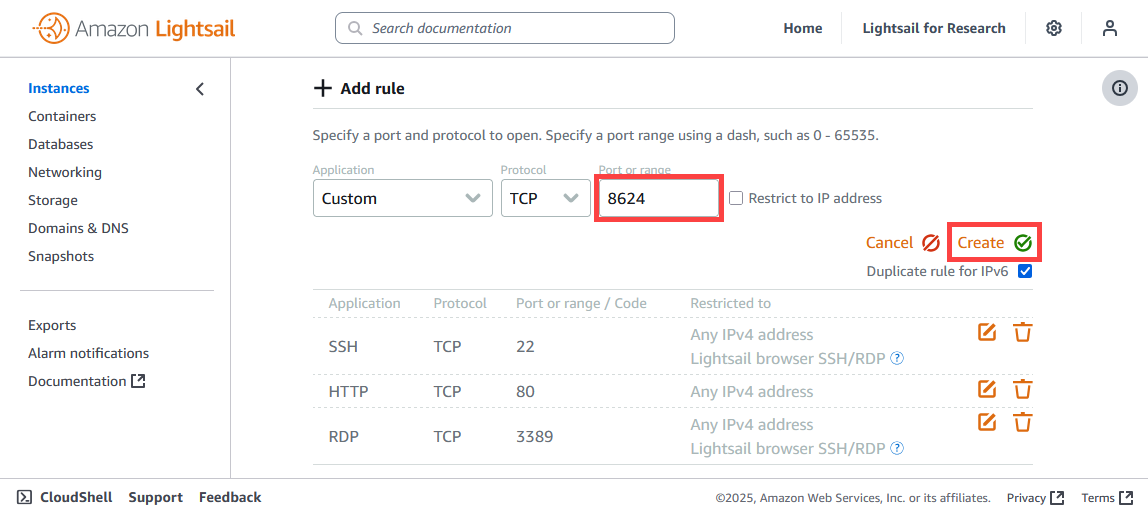 Amazon Lightsail
Search documentation
Home
Lightsail for Research
Instances
Containers
Databases
Networking
Storage
Domains & DNS
Snapshots
Exports
Alarm notifications
Documentation
Add rule
Specify a port and protocol to open. Specify a port range using a dash, such as 0 - 65535.
Application Protocol Port or range
Custom TCP 8624 Restrict to IP address
Cancel Create
Duplicate rule for IPv6
Application Protocol Port or range / Code Restricted to
SSH TCP 22 Any IPv4 address
Lightsail browser SSH/RDP ?
HTTP TCP 80 Any IPv4 address
RDP TCP 3389 Any IPv4 address
Lightsail browser SSH/RDP ?
CloudShell Support Feedback ©2025, Amazon Web Services, Inc. or its affiliates. Privacy Terms